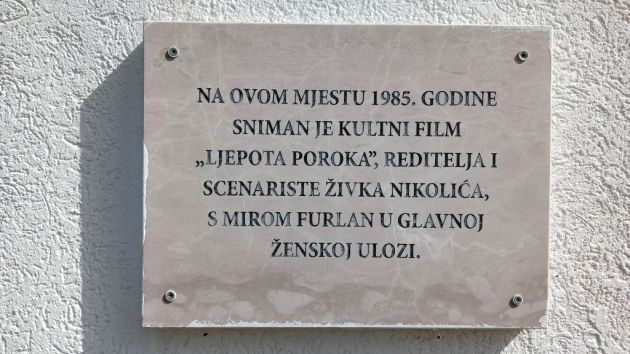 NA OVOM MJESTU 1985. GODINE
SNIMAN JE KULTNI FILM
„LJEPOTA POROKA”, REDITELJA I
SCENARISTE ŽIVKA NIKOLIĆA,
S MIROM FURLAN U GLAVNOJ
ŽENSKOJ ULOZI.